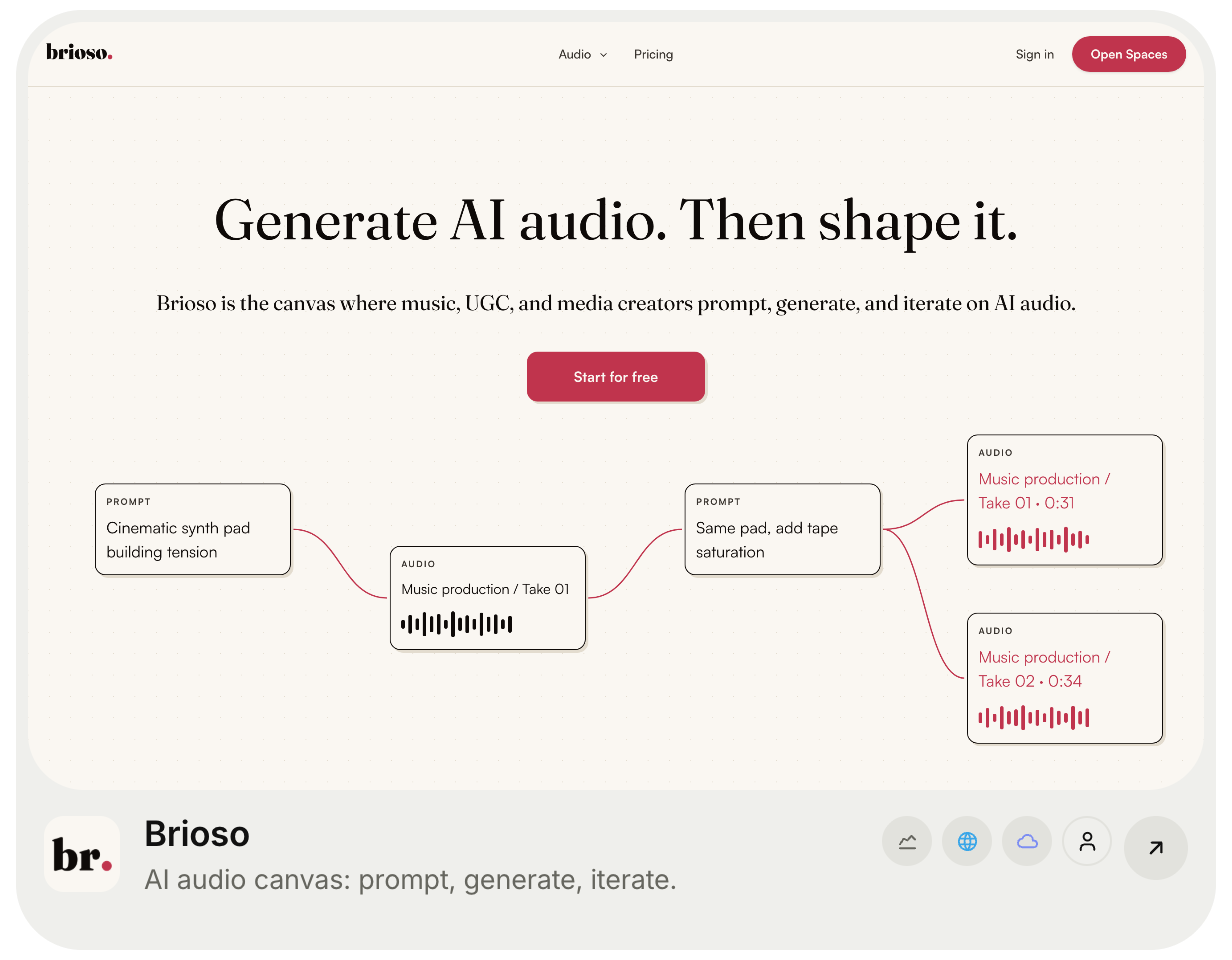 brioso.
Audio
Pricing
Sign in
Open Spaces
Generate AI audio. Then shape it.
Brioso is the canvas where music, UGC, and media creators prompt, generate, and iterate on AI audio.
Start for free
PROMPT
Cinematic synth pad
building tension
AUDIO
Music production / Take 01
PROMPT
Same pad, add tape
saturation
AUDIO
Music production /
Take 01 • 0:31
AUDIO
Music production /
Take 02 • 0:34
br.
Brioso
AI audio canvas: prompt, generate, iterate.